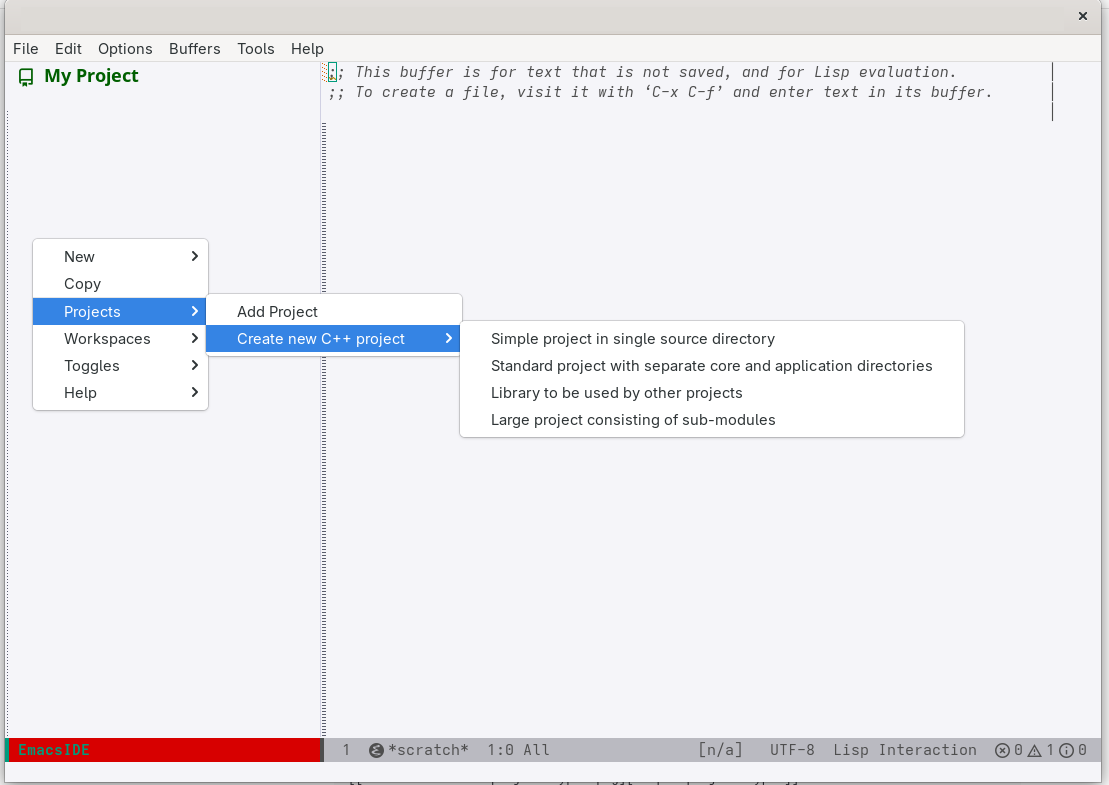 ×
File Edit Options Buffers Tools Help
My Project
;; This buffer is for text that is not saved, and for Lisp evaluation.
;; To create a file, visit it with ‘C-x C-f’ and enter text in its buffer.
New
Copy
Projects
Workspaces
Toggles
Help
Add Project
Create new C++ project
Simple project in single source directory
Standard project with separate core and application directories
Library to be used by other projects
Large project consisting of sub-modules
EmacsIDE
1 *scratch* 1:0 All [n/a] UTF-8 Lisp Interaction 0 1 0